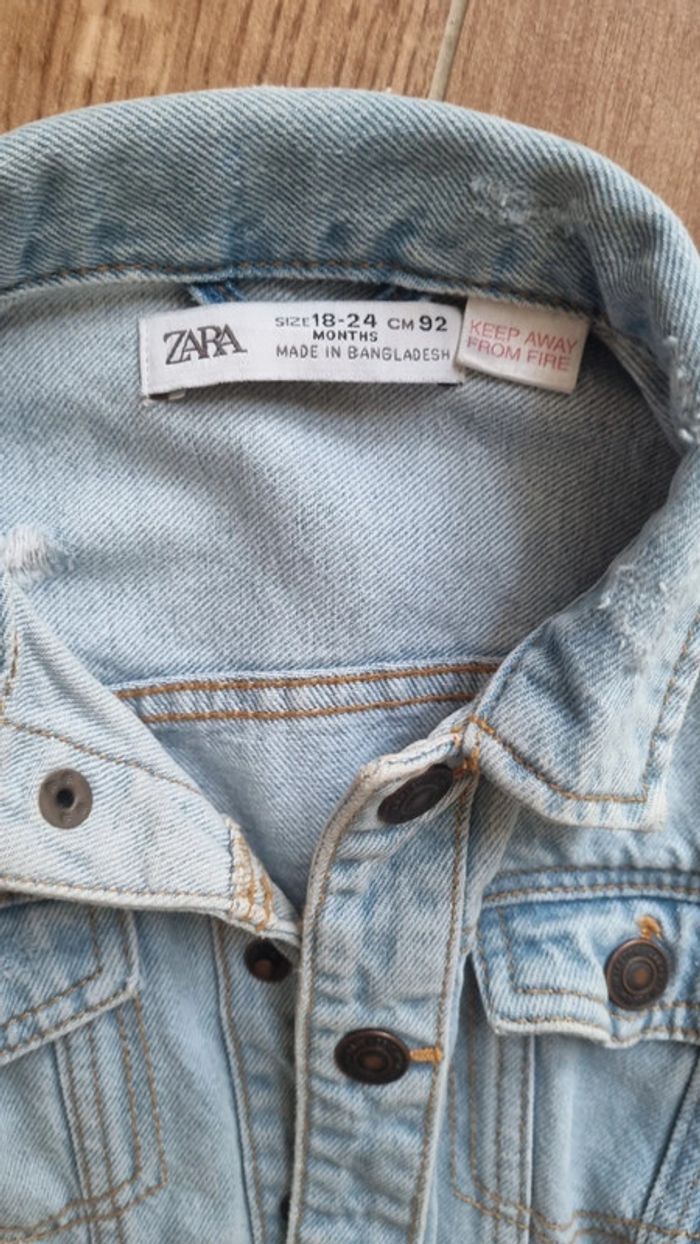 ZARA
SIZE 18-24 CM 92
MONTHS
MADE IN BANGLADESH
KEEP AWAY
FROM FIRE